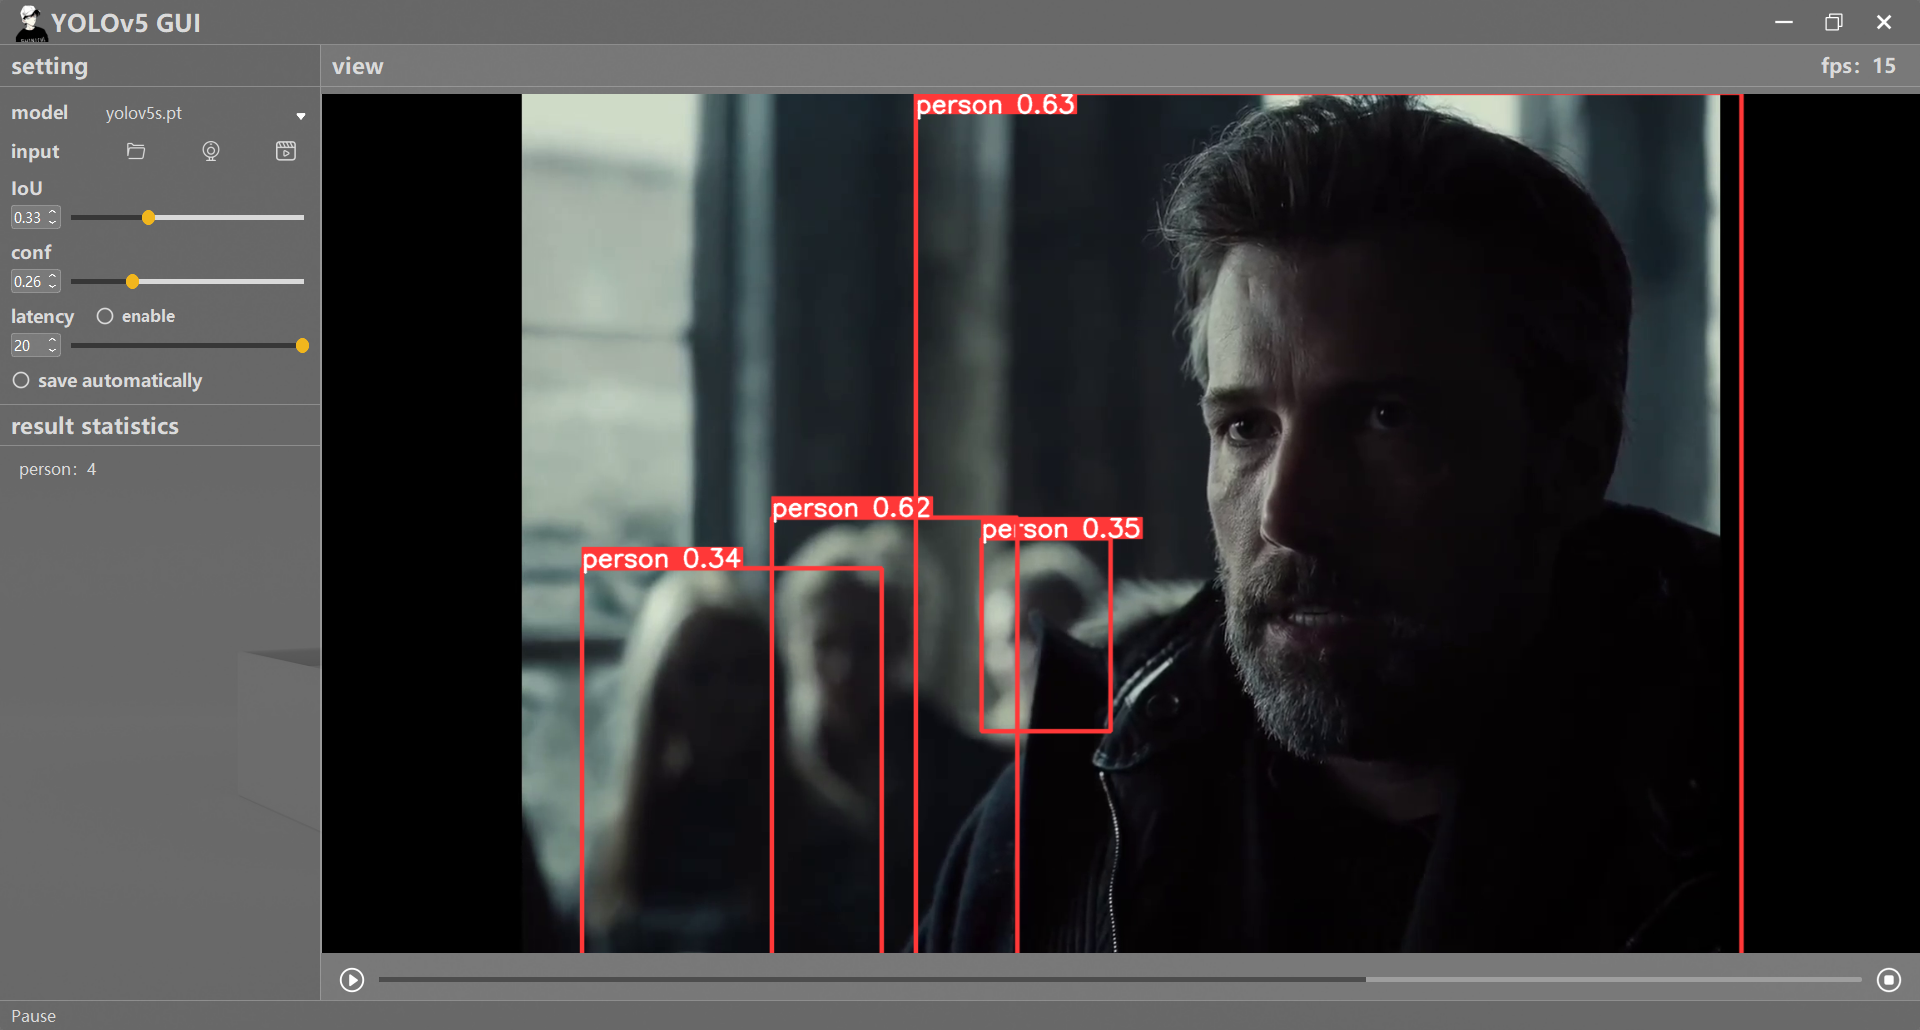 YOLOv5 GUI
setting
view
fps: 15
model yolov5s.pt
input
IoU
0.33
conf
0.26
latency enable
20
save automatically
result statistics
person: 4
person 0.63
person 0.62
person 0.35
person 0.34
Pause